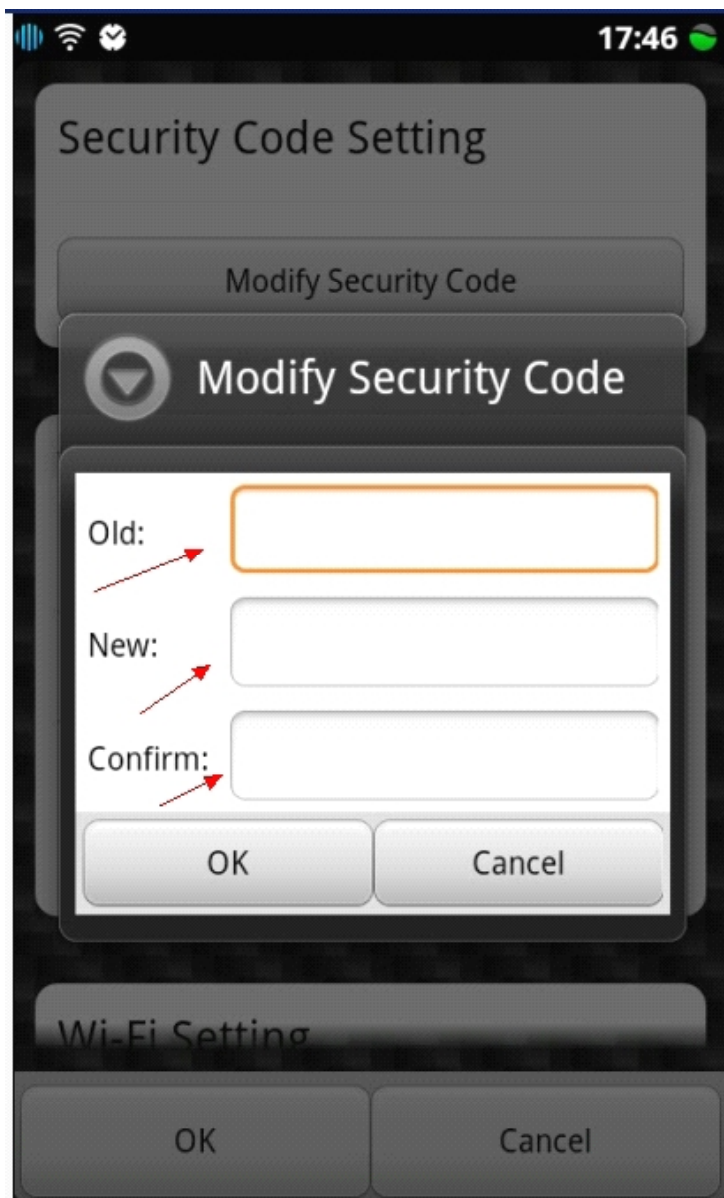 17:46
Security Code Setting
Modify Security Code
Modify Security Code
Old:
New:
Confirm:
OK Cancel
Wi-Fi Setting
OK Cancel